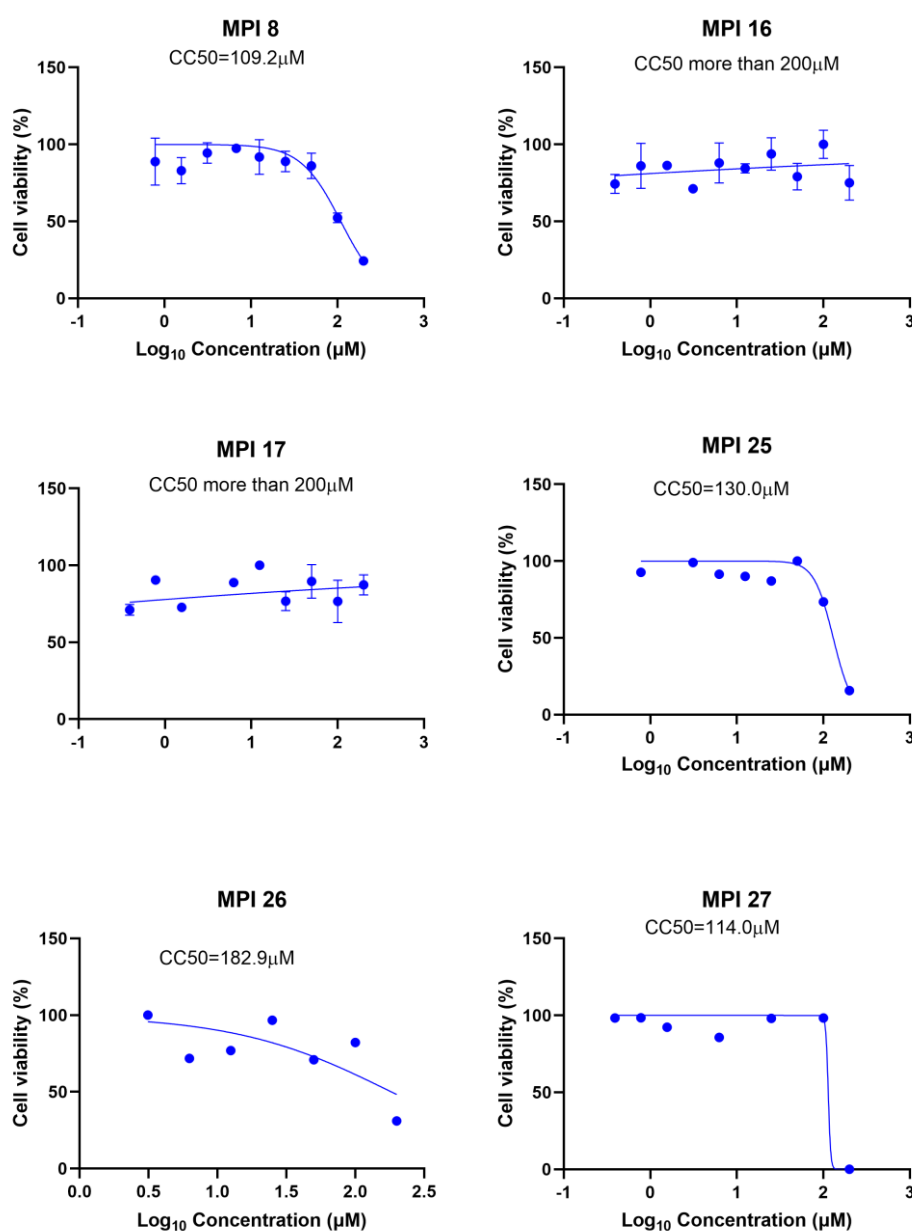 MPI 8
CC50=109.2μM
150
100
50
0
Cell viability (%)
-1 0 1 2 3
Log₁₀ Concentration (μM)
MPI 16
CC50 more than 200μM
150
100
50
0
Cell viability (%)
-1 0 1 2 3
Log₁₀ Concentration (μM)
MPI 17
CC50 more than 200μM
150
100
50
0
Cell viability (%)
-1 0 1 2 3
Log₁₀ Concentration (μM)
MPI 25
CC50=130.0μM
150
100
50
0
Cell viability (%)
-1 0 1 2 3
Log₁₀ Concentration (μM)
MPI 26
CC50=182.9μM
150
100
50
0
Cell viability (%)
0.0 0.5 1.0 1.5 2.0 2.5
Log₁₀ Concentration (μM)
MPI 27
CC50=114.0μM
150
100
50
0
Cell viability (%)
-1 0 1 2 3
Log₁₀ Concentration (μM)